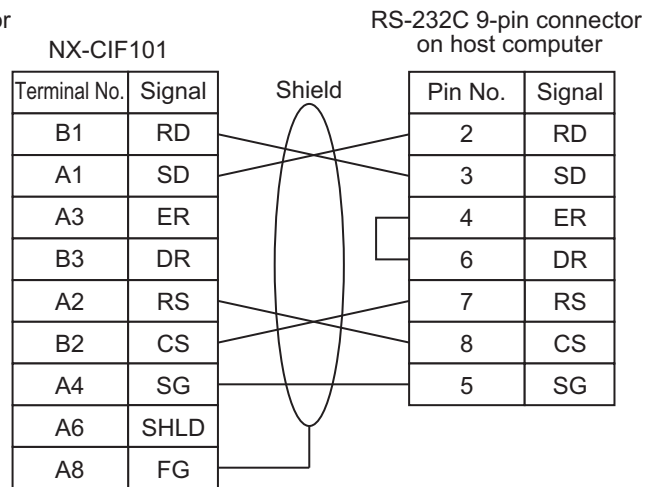 or
RS-232C 9-pin connector
on host computer
NX-CIF101
Terminal No. Signal
Shield
Pin No. Signal
B1 RD
2 RD
A1 SD
3 SD
A3 ER
4 ER
B3 DR
6 DR
A2 RS
7 RS
B2 CS
8 CS
A4 SG
5 SG
A6 SHLD
A8 FG